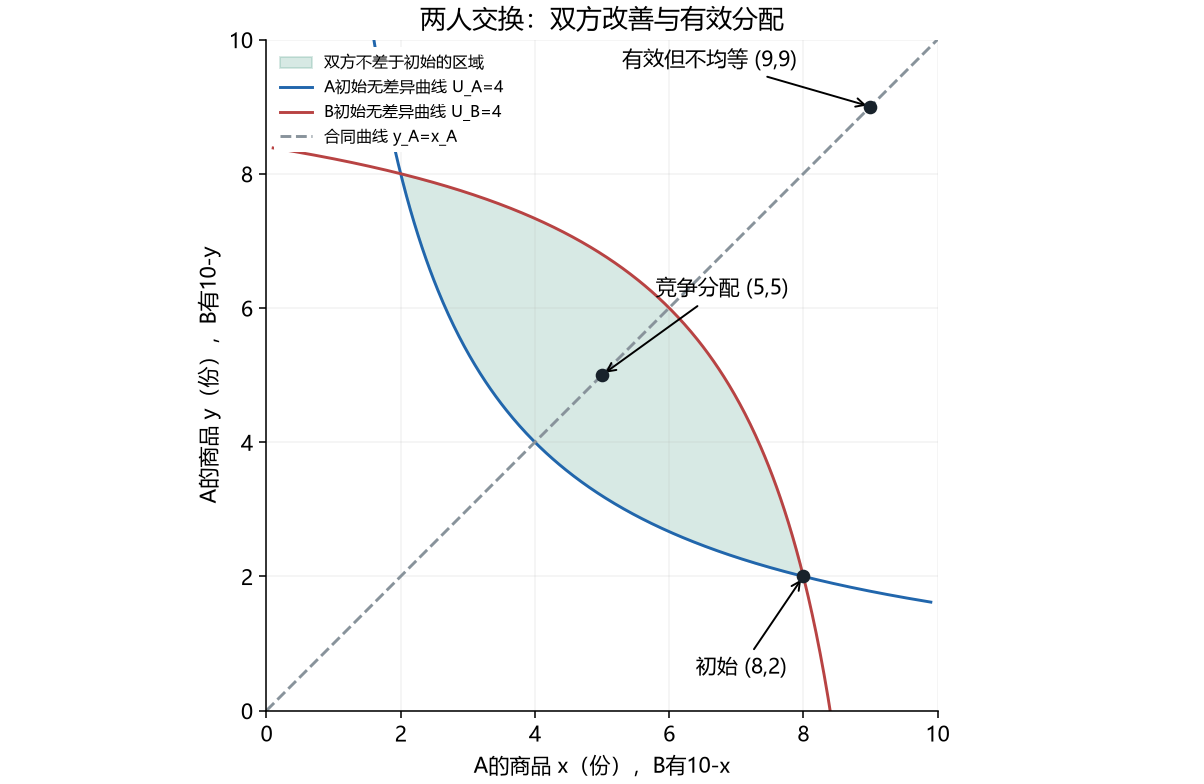 两人交换：双方改善与有效分配
10
8
6
4
2
0
A的商品 y（份），B有10-y
双方不差于初始的区域
A初始无差异曲线 U_A=4
B初始无差异曲线 U_B=4
合同曲线 y_A=x_A
有效但不均等 (9,9)
竞争分配 (5,5)
初始 (8,2)
0 2 4 6 8 10
A的商品 x（份），B有10-x